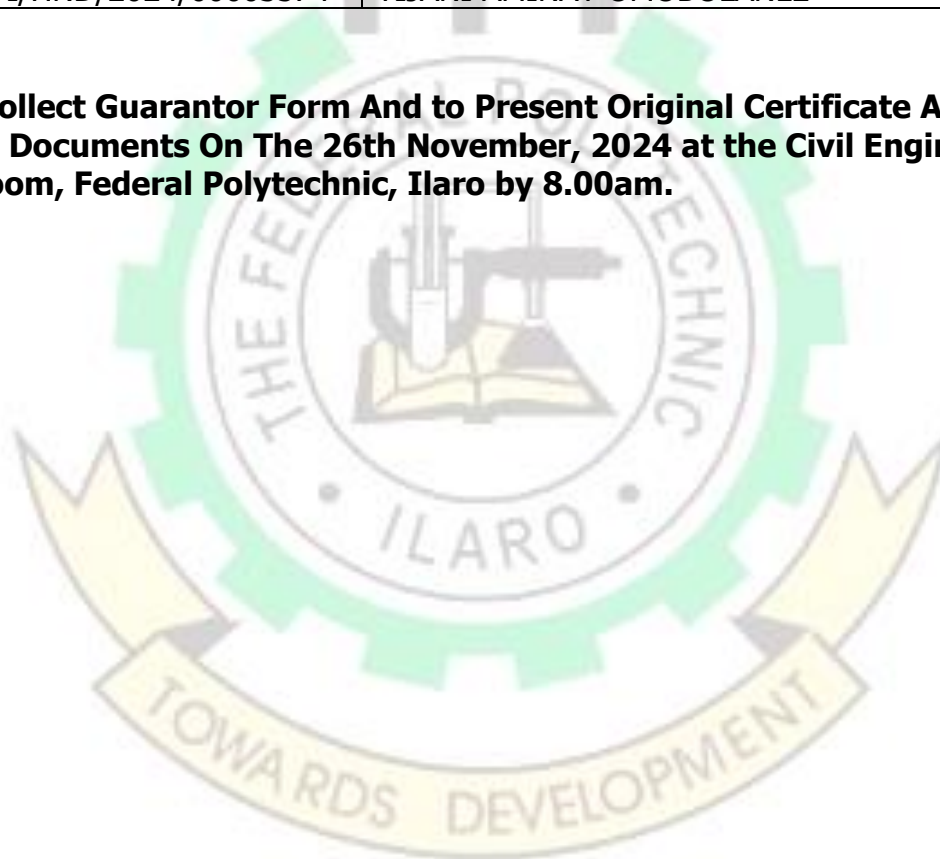 ollect Guarantor Form And to Present Original Certificate A
Documents On The 26th November, 2024 at the Civil Engin
oom, Federal Polytechnic, Ilaro by 8.00am.
THE FEDERAL POLYTECHNIC
ILARO
TOWARDS DEVELOPMENT